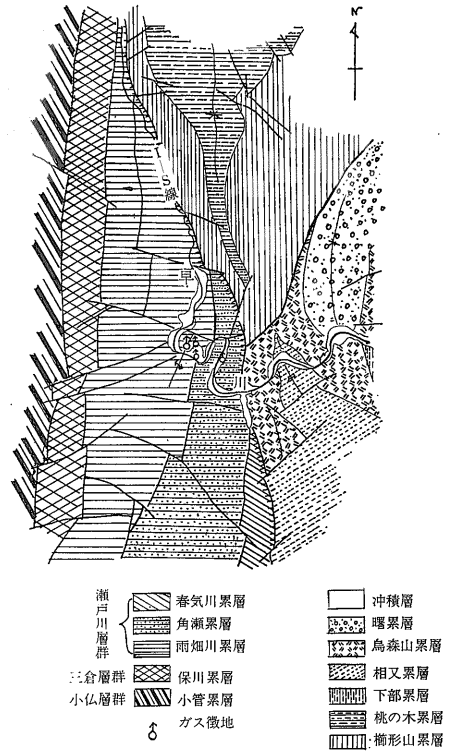 N
I—S線
早
川
瀬戸川層群
春気川累層
角瀬累層
雨畑川累層
三倉層群 保川累層
小仏層群 小菅累層
ガス徴地
冲積層
曙累層
烏森山累層
相又累層
下部累層
桃の木累層
櫛形山累層